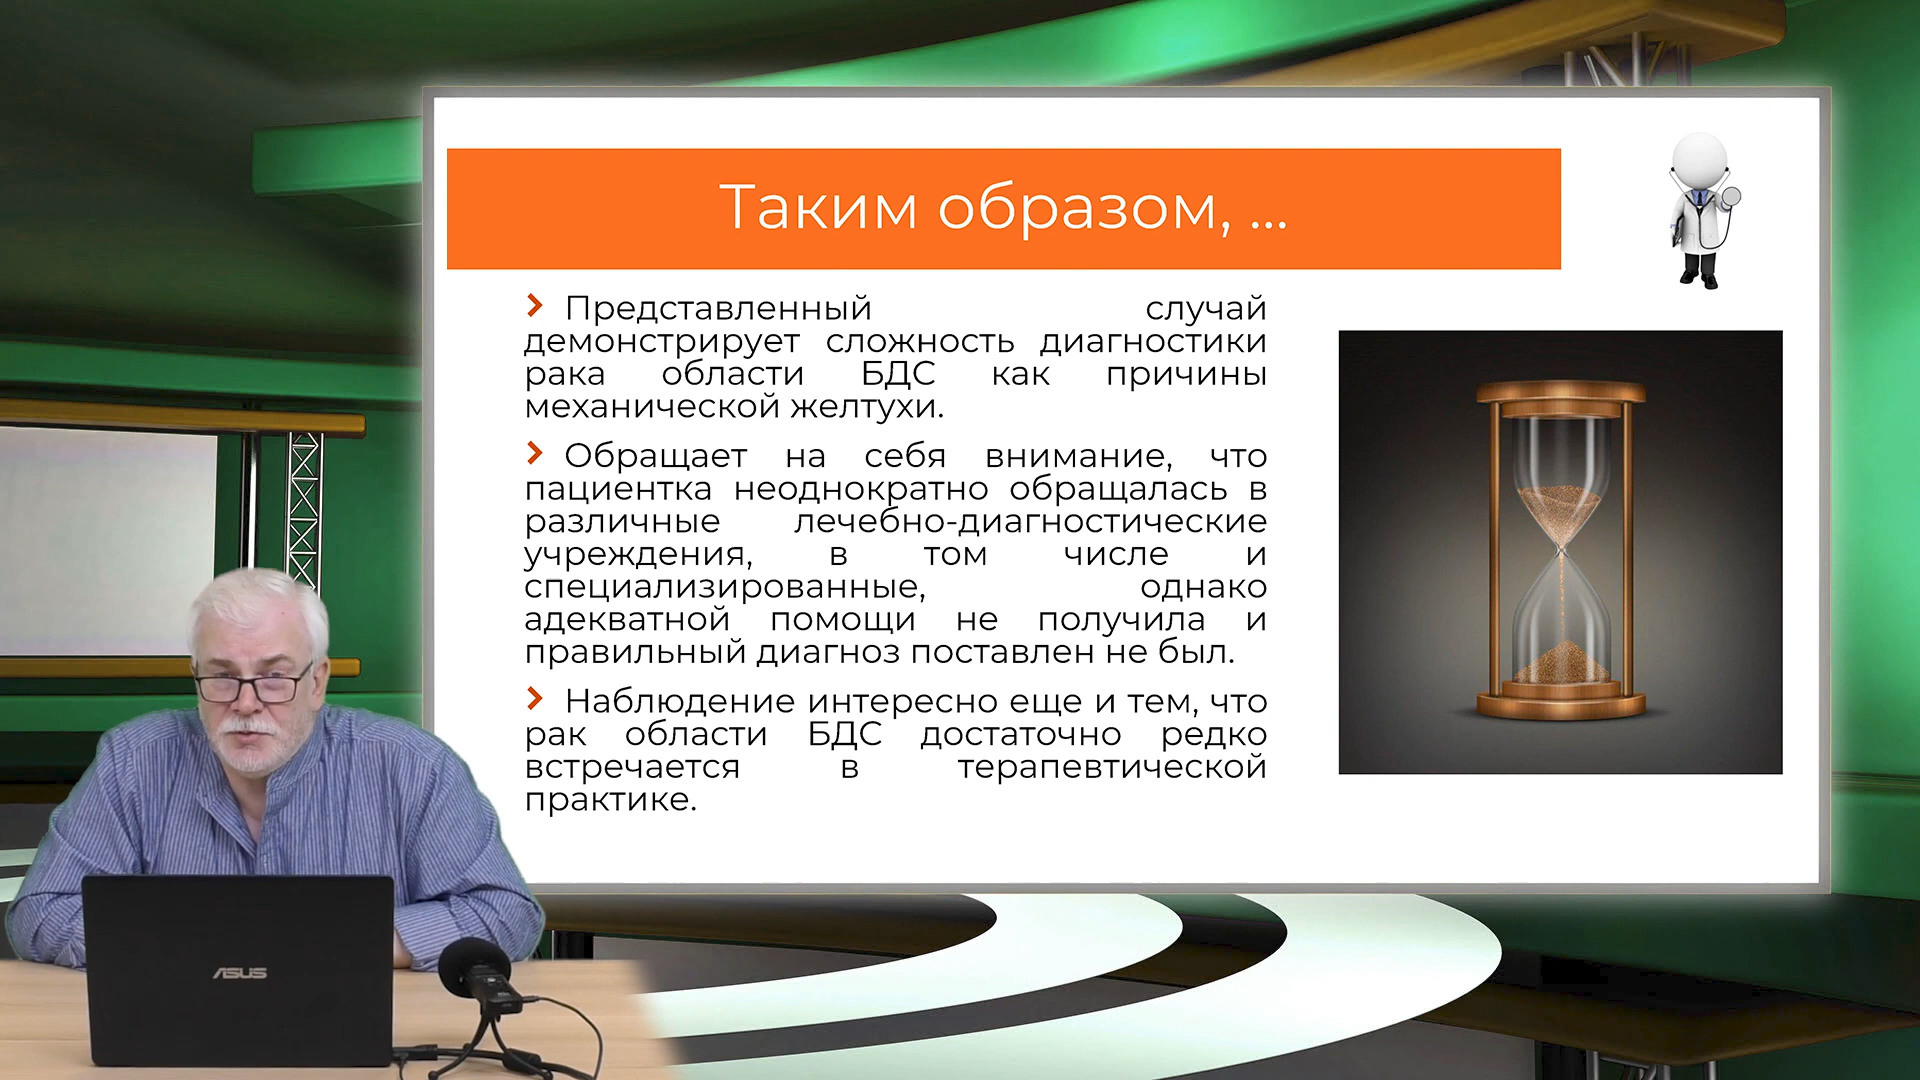 Таким образом, ...
Представленный случай
демонстрирует сложность диагностики
рака области БДС как причины
механической желтухи.
Обращает на себя внимание, что
пациентка неоднократно обращалась в
различные лечебно-диагностические
учреждения, в том числе и
специализированные, однако
адекватной помощи не получила и
правильный диагноз поставлен не был.
Наблюдение интересно еще и тем, что
рак области БДС достаточно редко
встречается в терапевтической
практике.
ASUS